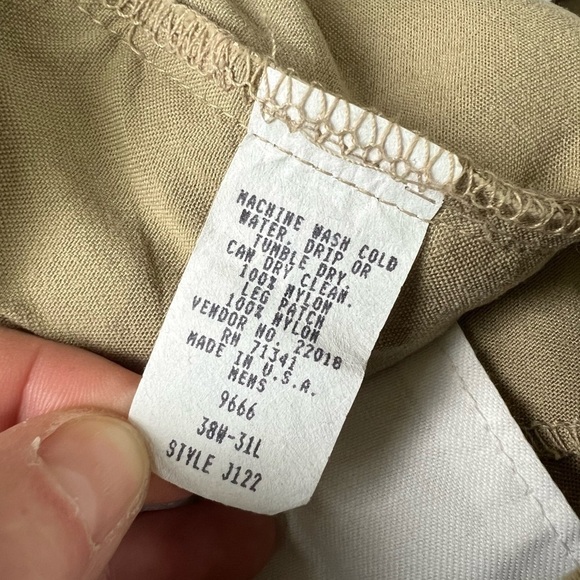 MACHINE WASH COLD
WATER. DRIP OR
TUMBLE DRY.
CAN DRY CLEAN.
100% NYLON
LEG PATCH
100% NYLON
VENDOR NO. 22018
RN 71341
MADE IN U.S.A.
MENS
9666
38W-31L
STYLE J122